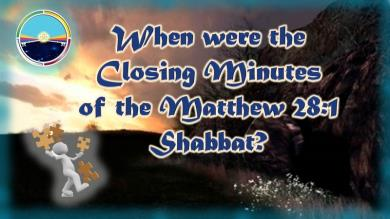 When were the
Closing Minutes
of the Matthew 28:1
Shabbat?